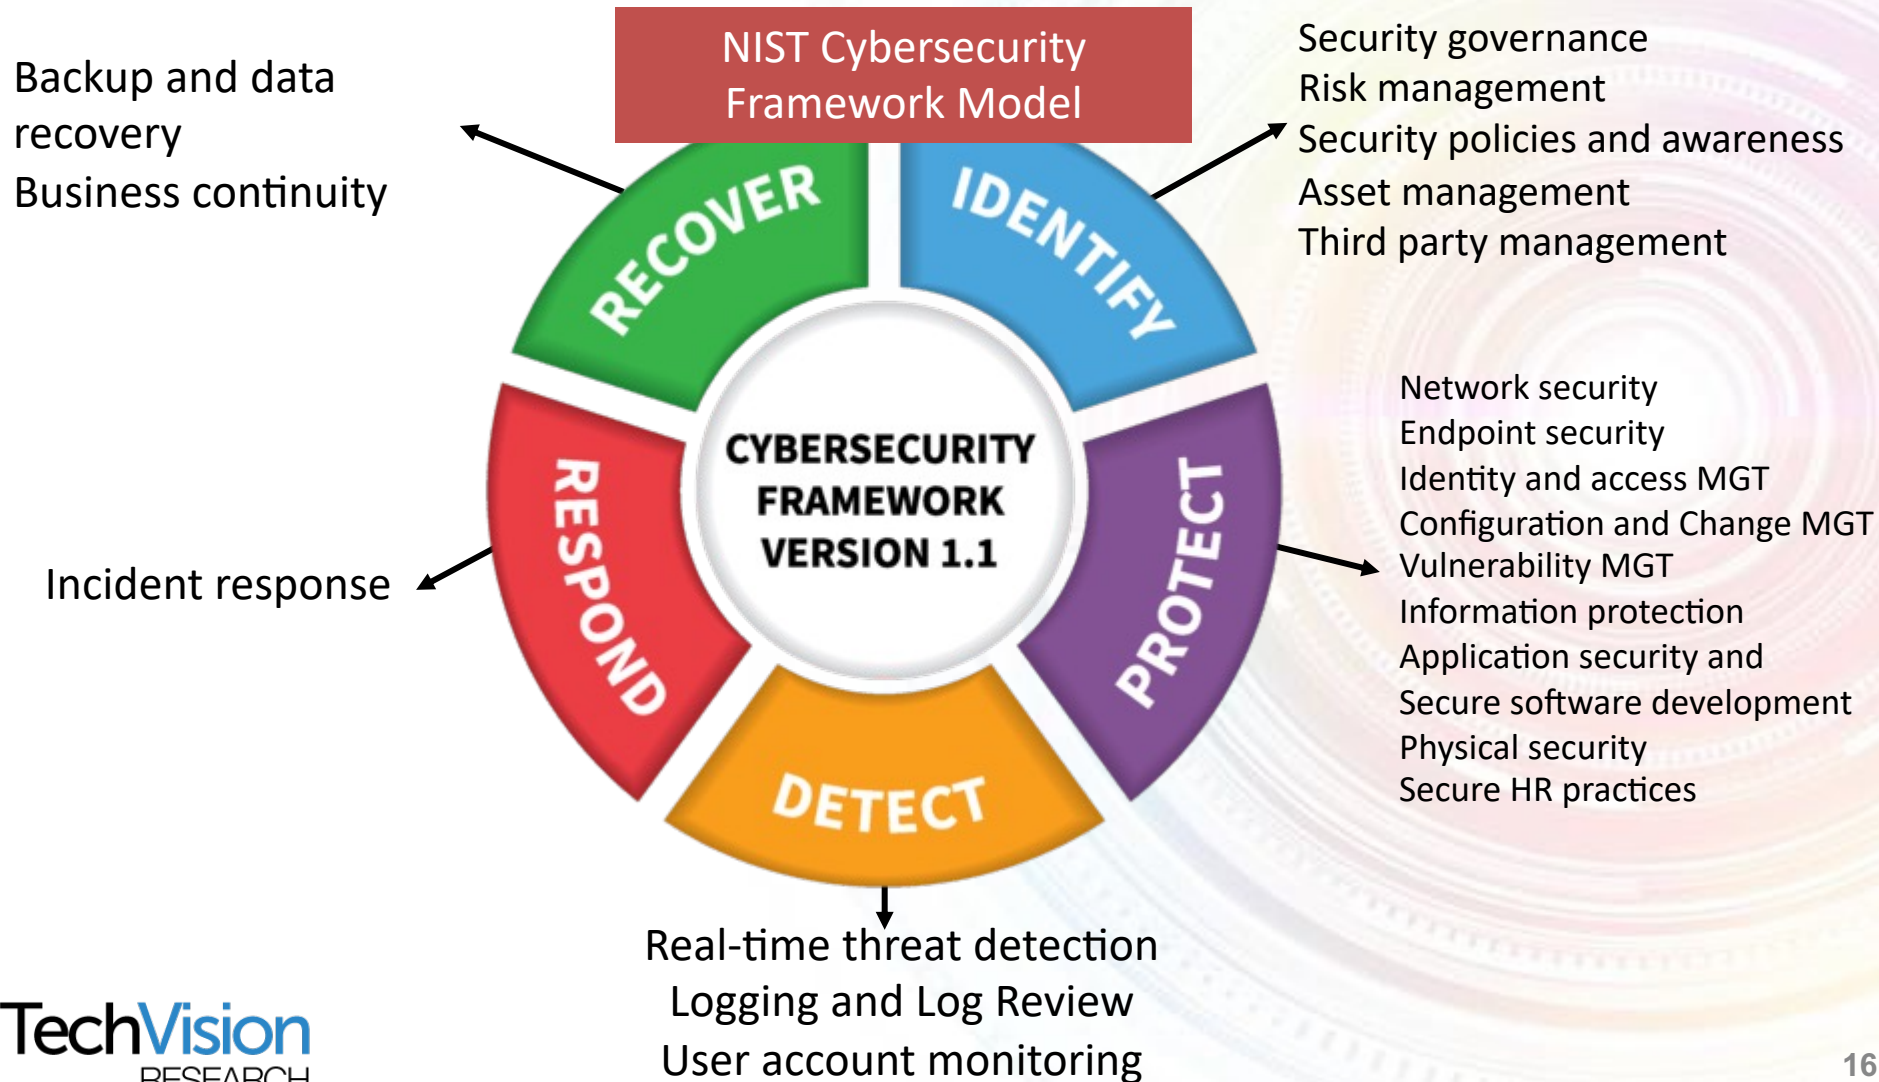 NIST Cybersecurity
Framework Model
Backup and data
recovery
Business continuity
Security governance
Risk management
Security policies and awareness
Asset management
Third party management
RECOVER
IDENTIFY
CYBERSECURITY
FRAMEWORK
VERSION 1.1
RESPOND
PROTECT
DETECT
Incident response
Network security
Endpoint security
Identity and access MGT
Configuration and Change MGT
Vulnerability MGT
Information protection
Application security and
Secure software development
Physical security
Secure HR practices
Real-time threat detection
Logging and Log Review
User account monitoring
TechVision
RESEARCH
16